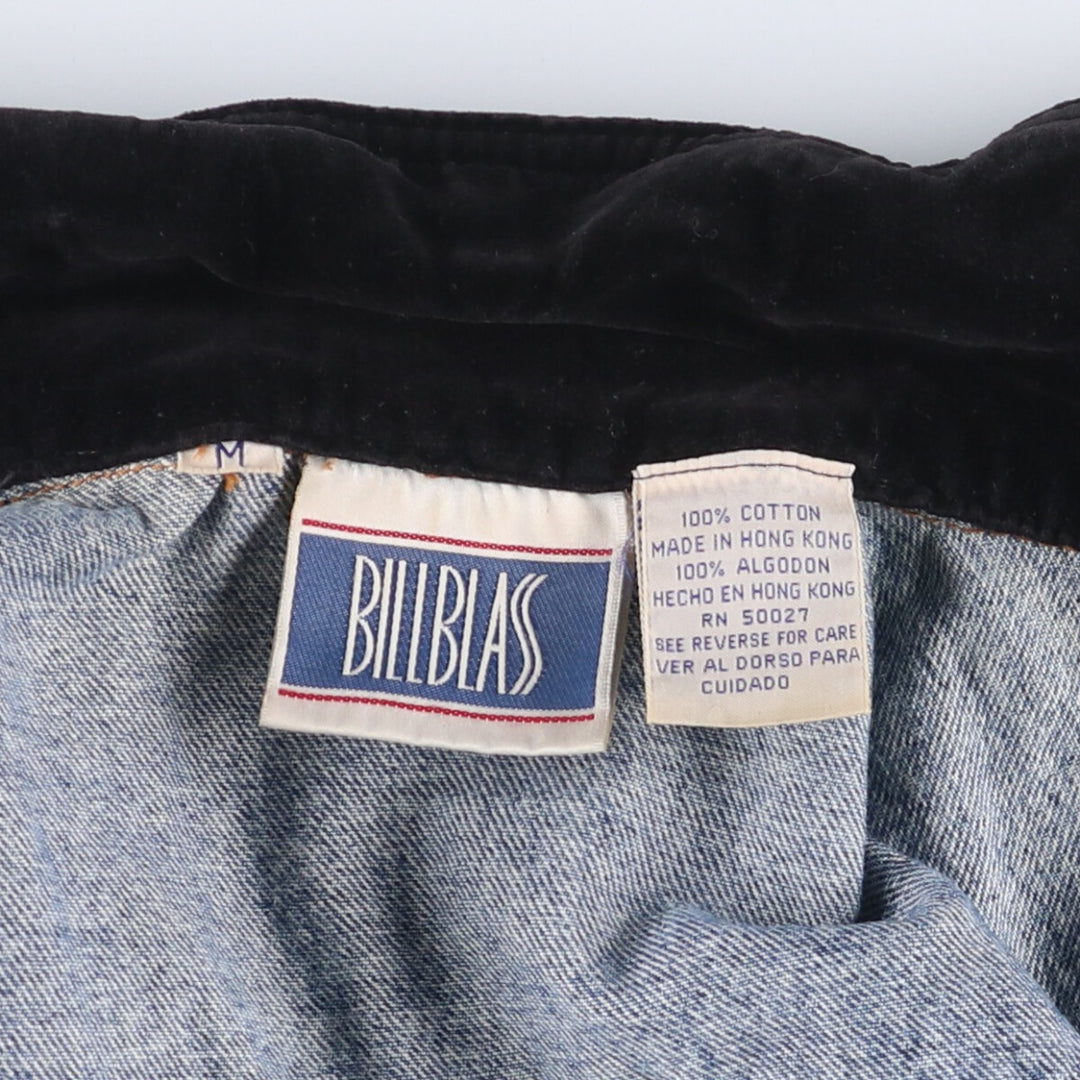 M
BILLBLASS
100% COTTON
MADE IN HONG KONG
100% ALGODON
HECHO EN HONG KONG
RN 50027
SEE REVERSE FOR CARE
VER AL DORSO PARA
CUIDADO